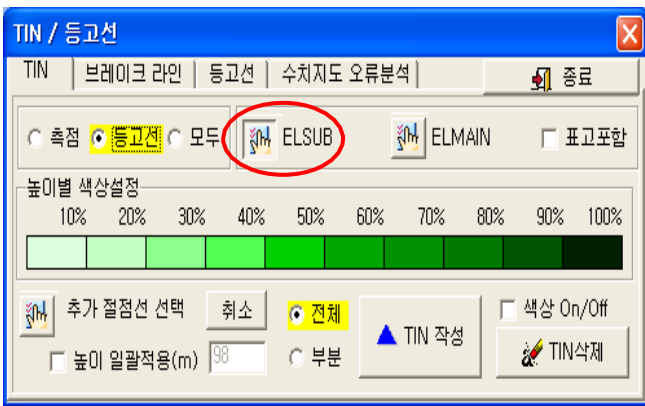 TIN / 등고선
TIN 브레이크 라인 등고선 수치지도 오류분석 종료
측점 등고선 모두 ELSUB ELMAIN 표고포함
높이별 색상설정
10% 20% 30% 40% 50% 60% 70% 80% 90% 100%
추가 절점선 선택 취소 전체 TIN 작성 색상 On/Off
높이 일괄적용(m) 98 부분 TIN삭제